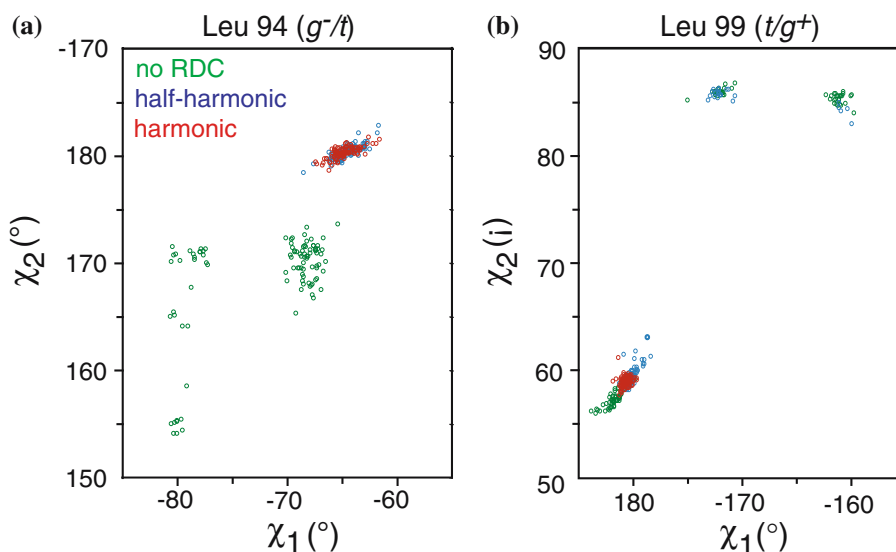 (a) Leu 94 (g-/t)
-170
no RDC
half-harmonic
harmonic
180
170
160
150
χ2(°)
-80 -70 -60
χ1(°)
(b) Leu 99 (t/g+)
90
80
70
60
50
χ2(¡)
180 -170 -160
χ1(°)